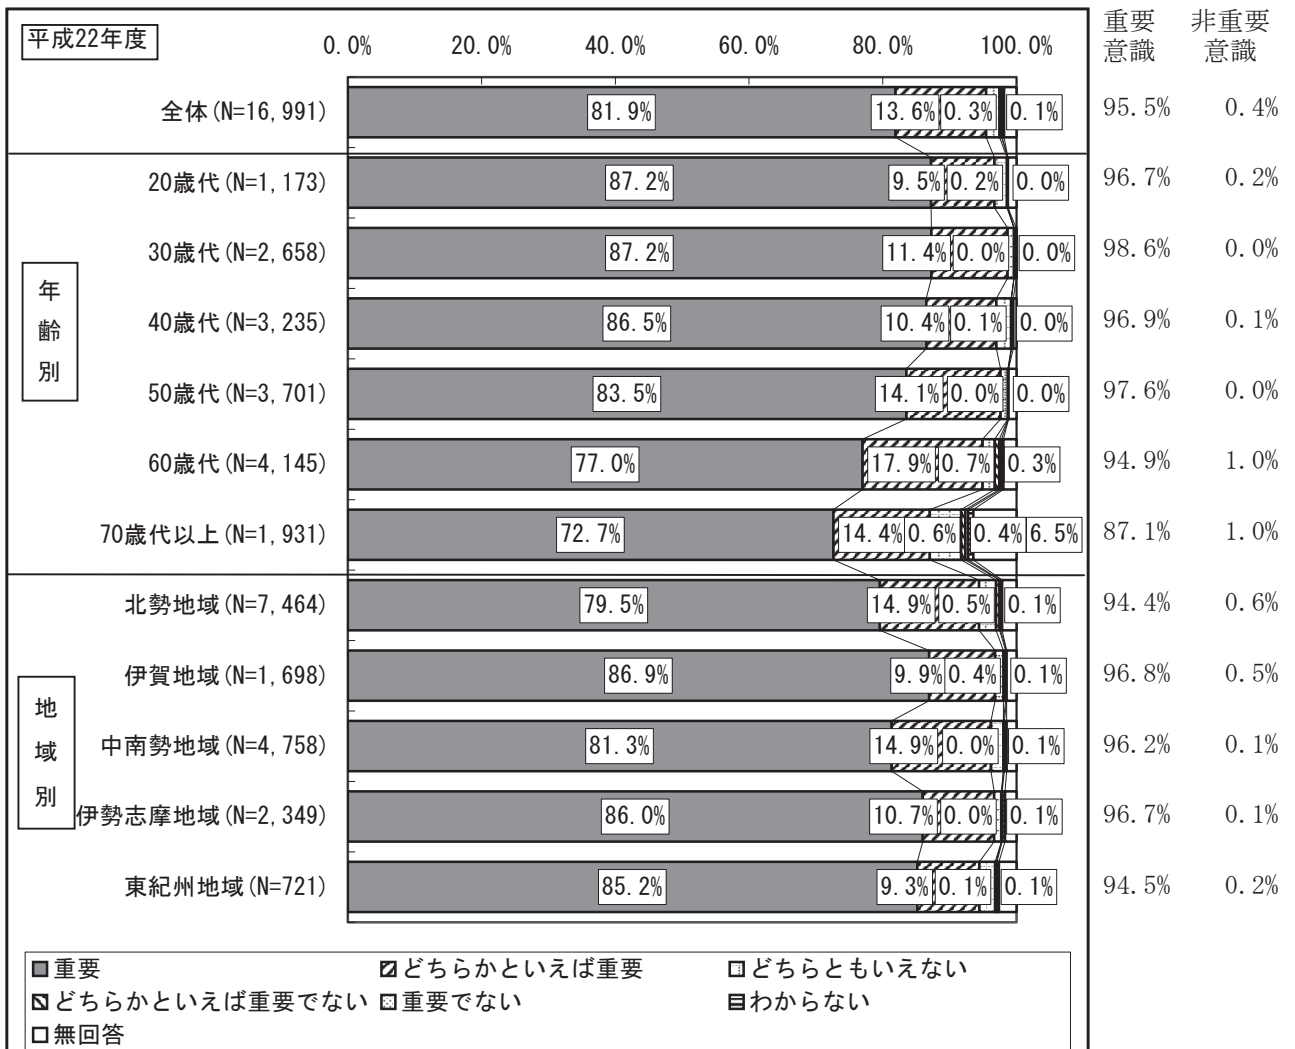 平成22年度
0.0% 20.0% 40.0% 60.0% 80.0% 100.0%
重要 非重要
意識 意識
全体(N=16,991) 81.9% 13.6% 0.3% 0.1% 95.5% 0.4%
年齢別
20歳代(N=1,173) 87.2% 9.5% 0.2% 0.0% 96.7% 0.2%
30歳代(N=2,658) 87.2% 11.4% 0.0% 0.0% 98.6% 0.0%
40歳代(N=3,235) 86.5% 10.4% 0.1% 0.0% 96.9% 0.1%
50歳代(N=3,701) 83.5% 14.1% 0.0% 0.0% 97.6% 0.0%
60歳代(N=4,145) 77.0% 17.9% 0.7% 0.3% 94.9% 1.0%
70歳代以上(N=1,931) 72.7% 14.4% 0.6% 0.4% 6.5% 87.1% 1.0%
地域別
北勢地域(N=7,464) 79.5% 14.9% 0.5% 0.1% 94.4% 0.6%
伊賀地域(N=1,698) 86.9% 9.9% 0.4% 0.1% 96.8% 0.5%
中南勢地域(N=4,758) 81.3% 14.9% 0.0% 0.1% 96.2% 0.1%
伊勢志摩地域(N=2,349) 86.0% 10.7% 0.0% 0.1% 96.7% 0.1%
東紀州地域(N=721) 85.2% 9.3% 0.1% 0.1% 94.5% 0.2%
重要 どちらかといえば重要 どちらともいえない
どちらかといえば重要でない 重要でない わからない
無回答